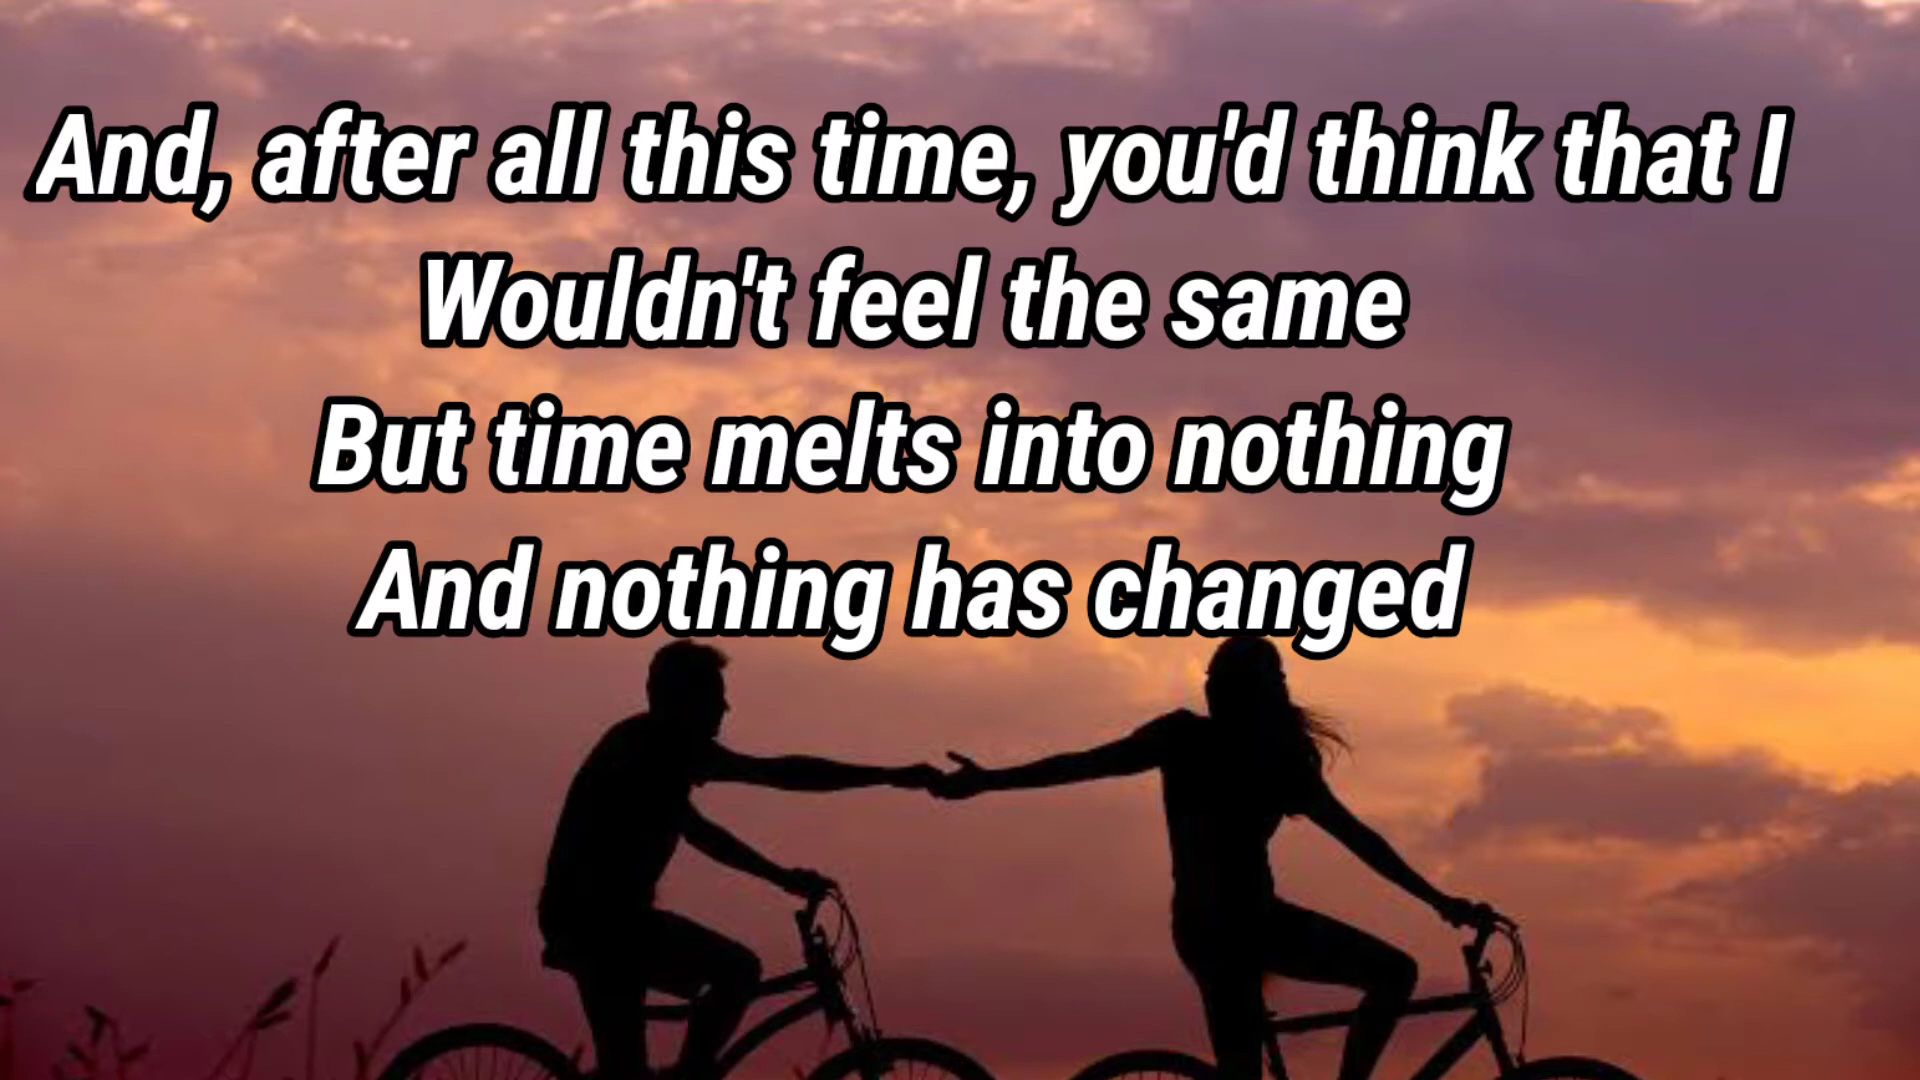 And, after all this time, you'd think that I
Wouldn't feel the same
But time melts into nothing
And nothing has changed